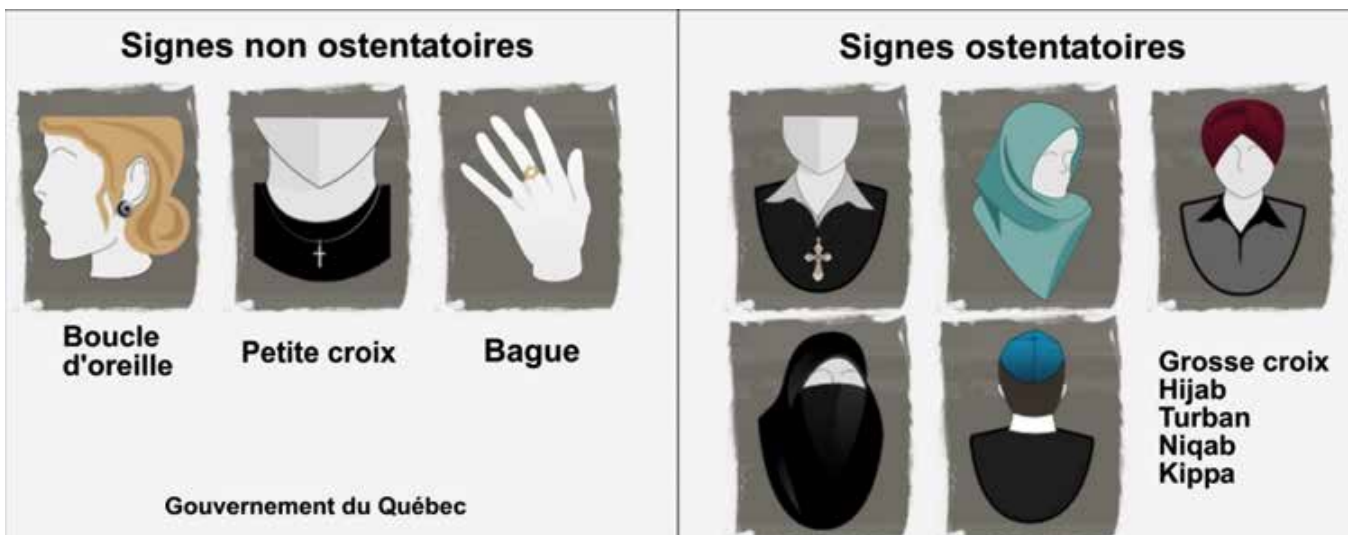 Signes non ostentatoires
Boucle
d'oreille
Petite croix
Bague
Gouvernement du Québec
Signes ostentatoires
Grosse croix
Hijab
Turban
Niqab
Kippa